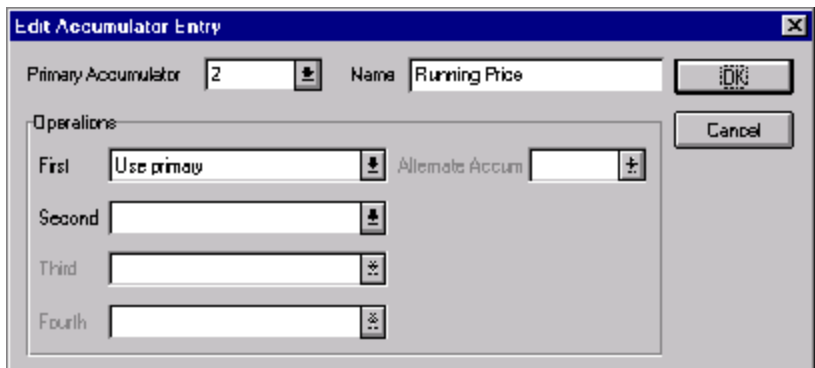 Edit Accumulator Entry
Primary Accumulator 2 Name Running Price OK
Operations Cancel
First Use primary Alternate Accum
Second
Third
Fourth